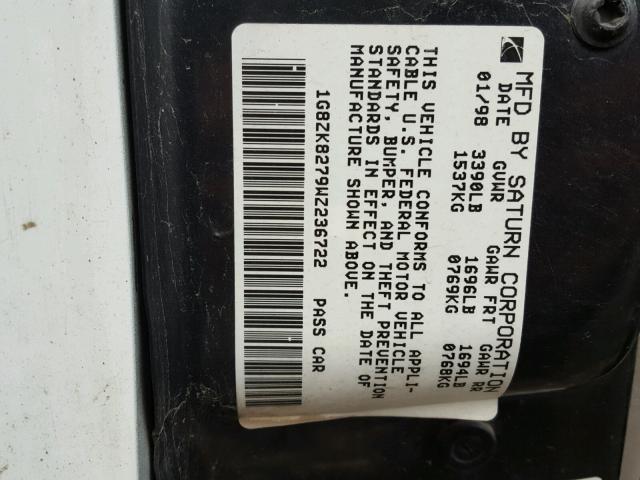 MFD BY SATURN CORPORATION
DATE GVWR GAWR FRT GAWR RR
01/98 3390LB 1696LB 1694LB
1537KG 0769KG 0768KG
THIS VEHICLE CONFORMS TO ALL APPLI-
CABLE U.S. FEDERAL MOTOR VEHICLE
SAFETY, BUMPER, AND THEFT PREVENTION
STANDARDS IN EFFECT ON THE DATE OF
MANUFACTURE SHOWN ABOVE.
1G8ZK8279WZ236722 PASS CAR